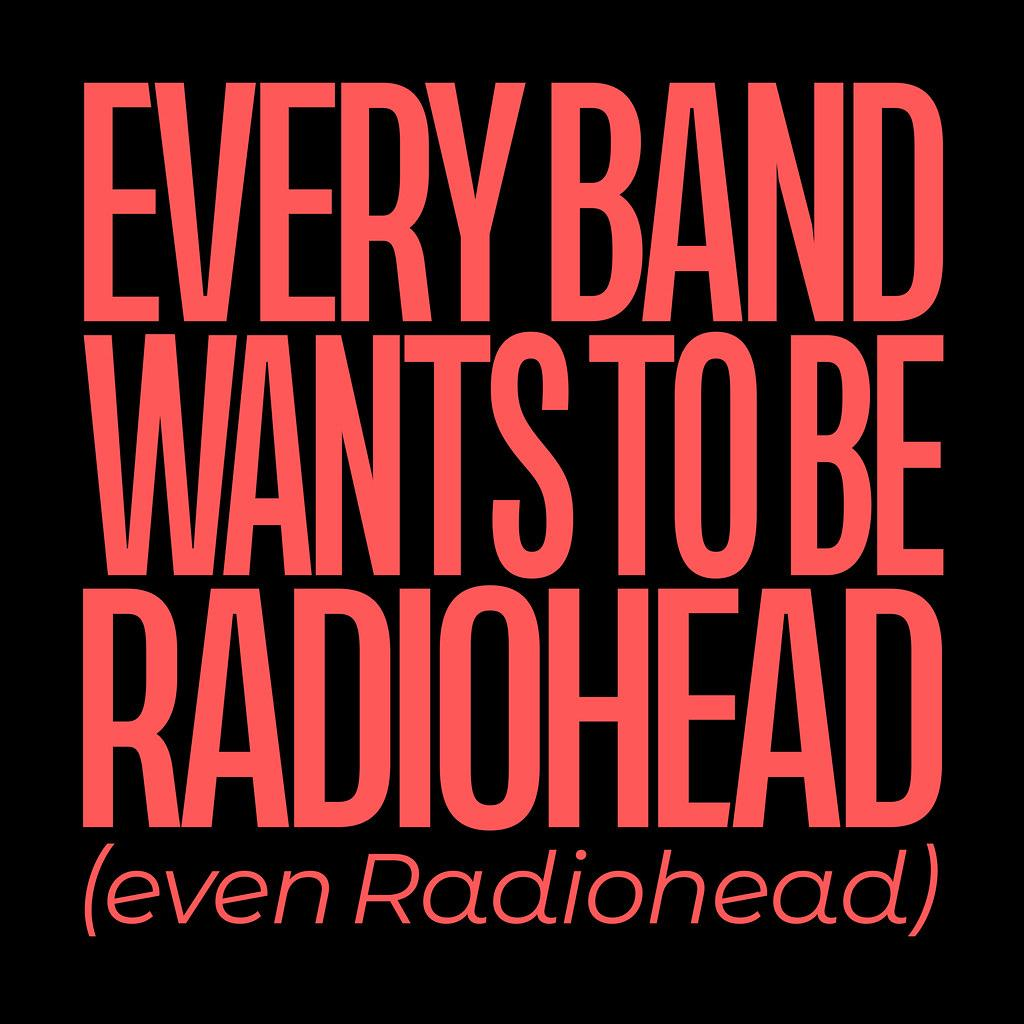 EVERY BAND
WANTS TO BE
RADIOHEAD
(even Radiohead)